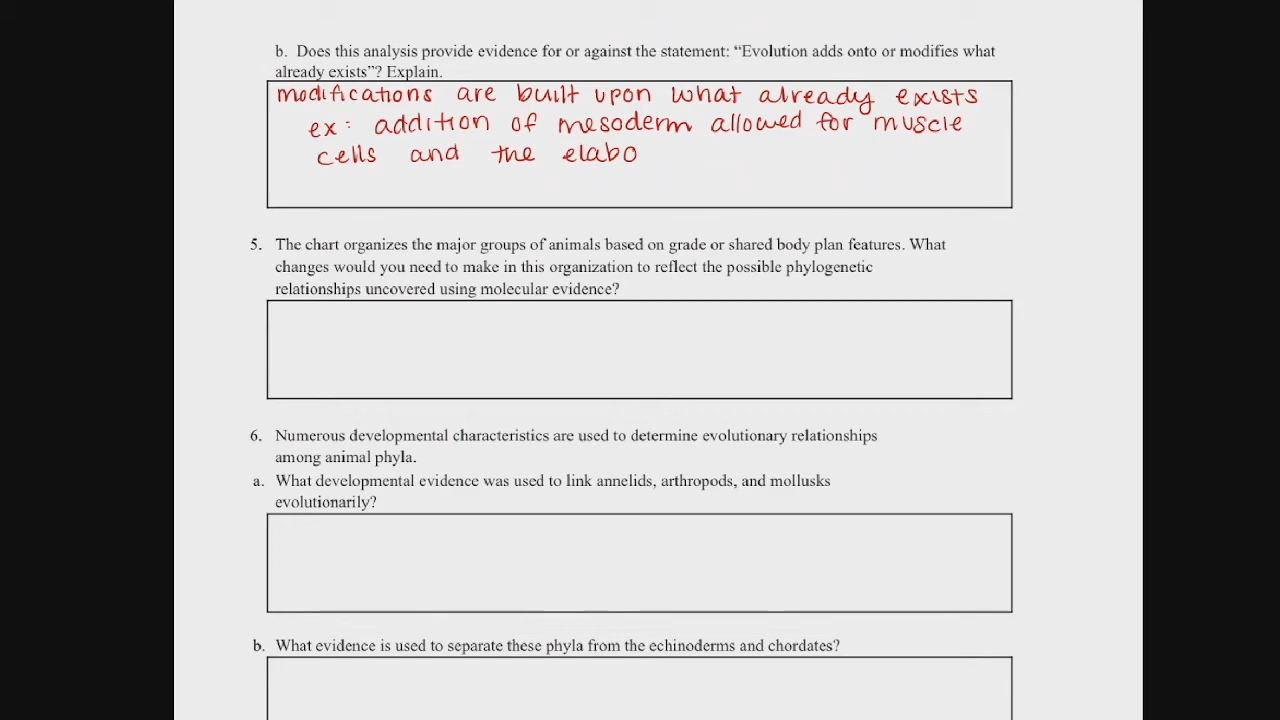 b. Does this analysis provide evidence for or against the statement: “Evolution adds onto or modifies what
already exists”? Explain.
modifications are built upon what already exists
ex: addition of mesoderm allowed for muscle
cells and the elabo
5. The chart organizes the major groups of animals based on grade or shared body plan features. What
changes would you need to make in this organization to reflect the possible phylogenetic
relationships uncovered using molecular evidence?
6. Numerous developmental characteristics are used to determine evolutionary relationships
among animal phyla.
a. What developmental evidence was used to link annelids, arthropods, and mollusks
evolutionarily?
b. What evidence is used to separate these phyla from the echinoderms and chordates?